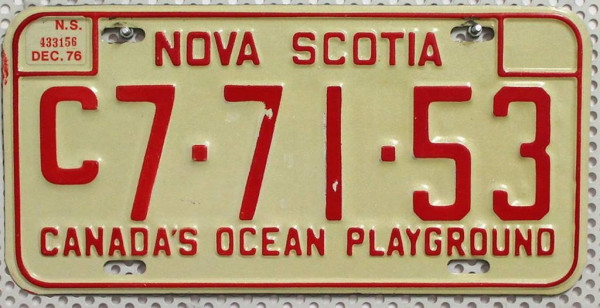 N.S.
433156
DEC. 76
NOVA SCOTIA
C7·71·53
CANADA'S OCEAN PLAYGROUND